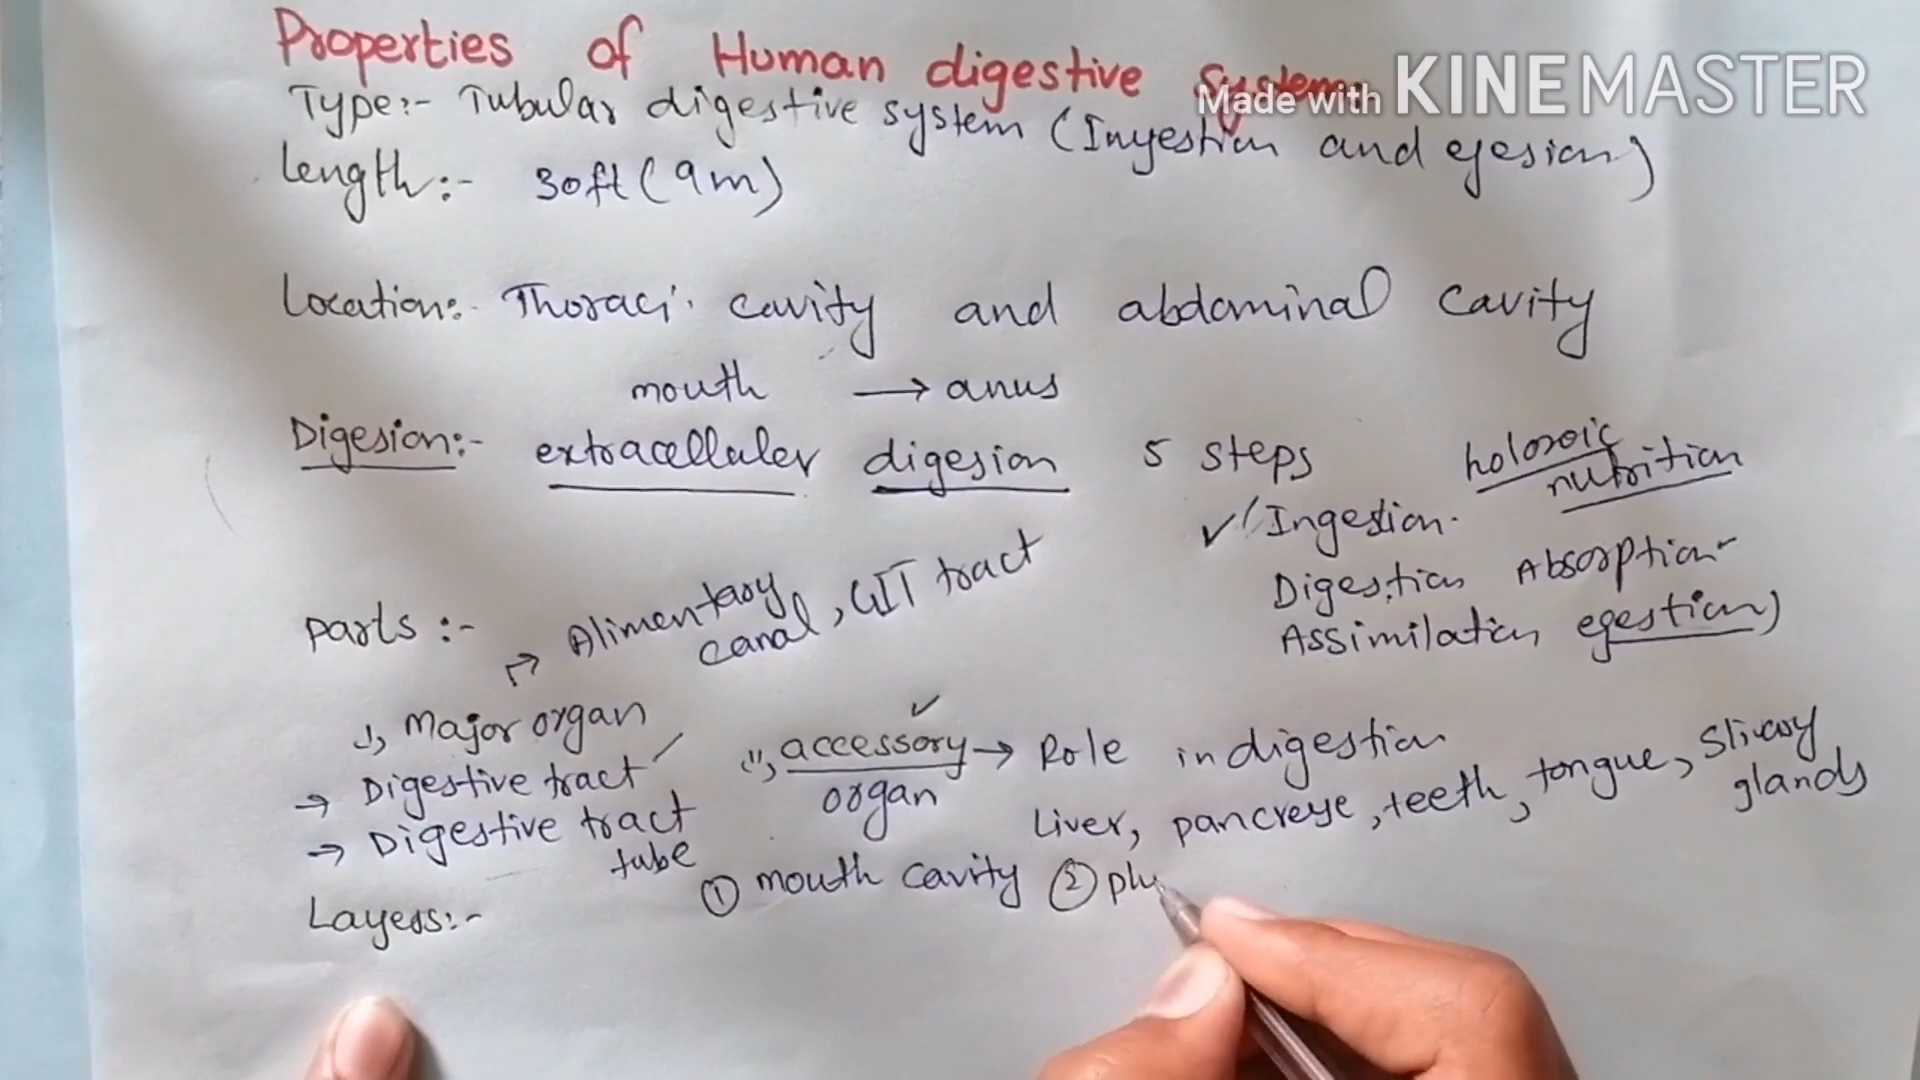 Properties of Human digestive system
Made with KINEMASTER
Type:- Tubular digestive system (Ingestion and egesion)
Length:- 30ft (9m)
Location:- Thoraci. cavity and abdominal cavity
mouth → anus
Digesion:- extracelluler digesion
5 steps
holozoic
nutrition
✓ (Ingestion.
Digestion Absorption
Assimilation egestion)
Parts :-
→ Alimentary
canal, GIT tract
i, Major organ
→ Digestive tract
→ Digestive tract
tube
ii, accessory → Role in digestion
organ
Liver, pancreye, teeth, tongue, Slivary
glands
Layers:-
① mouth cavity ② ph